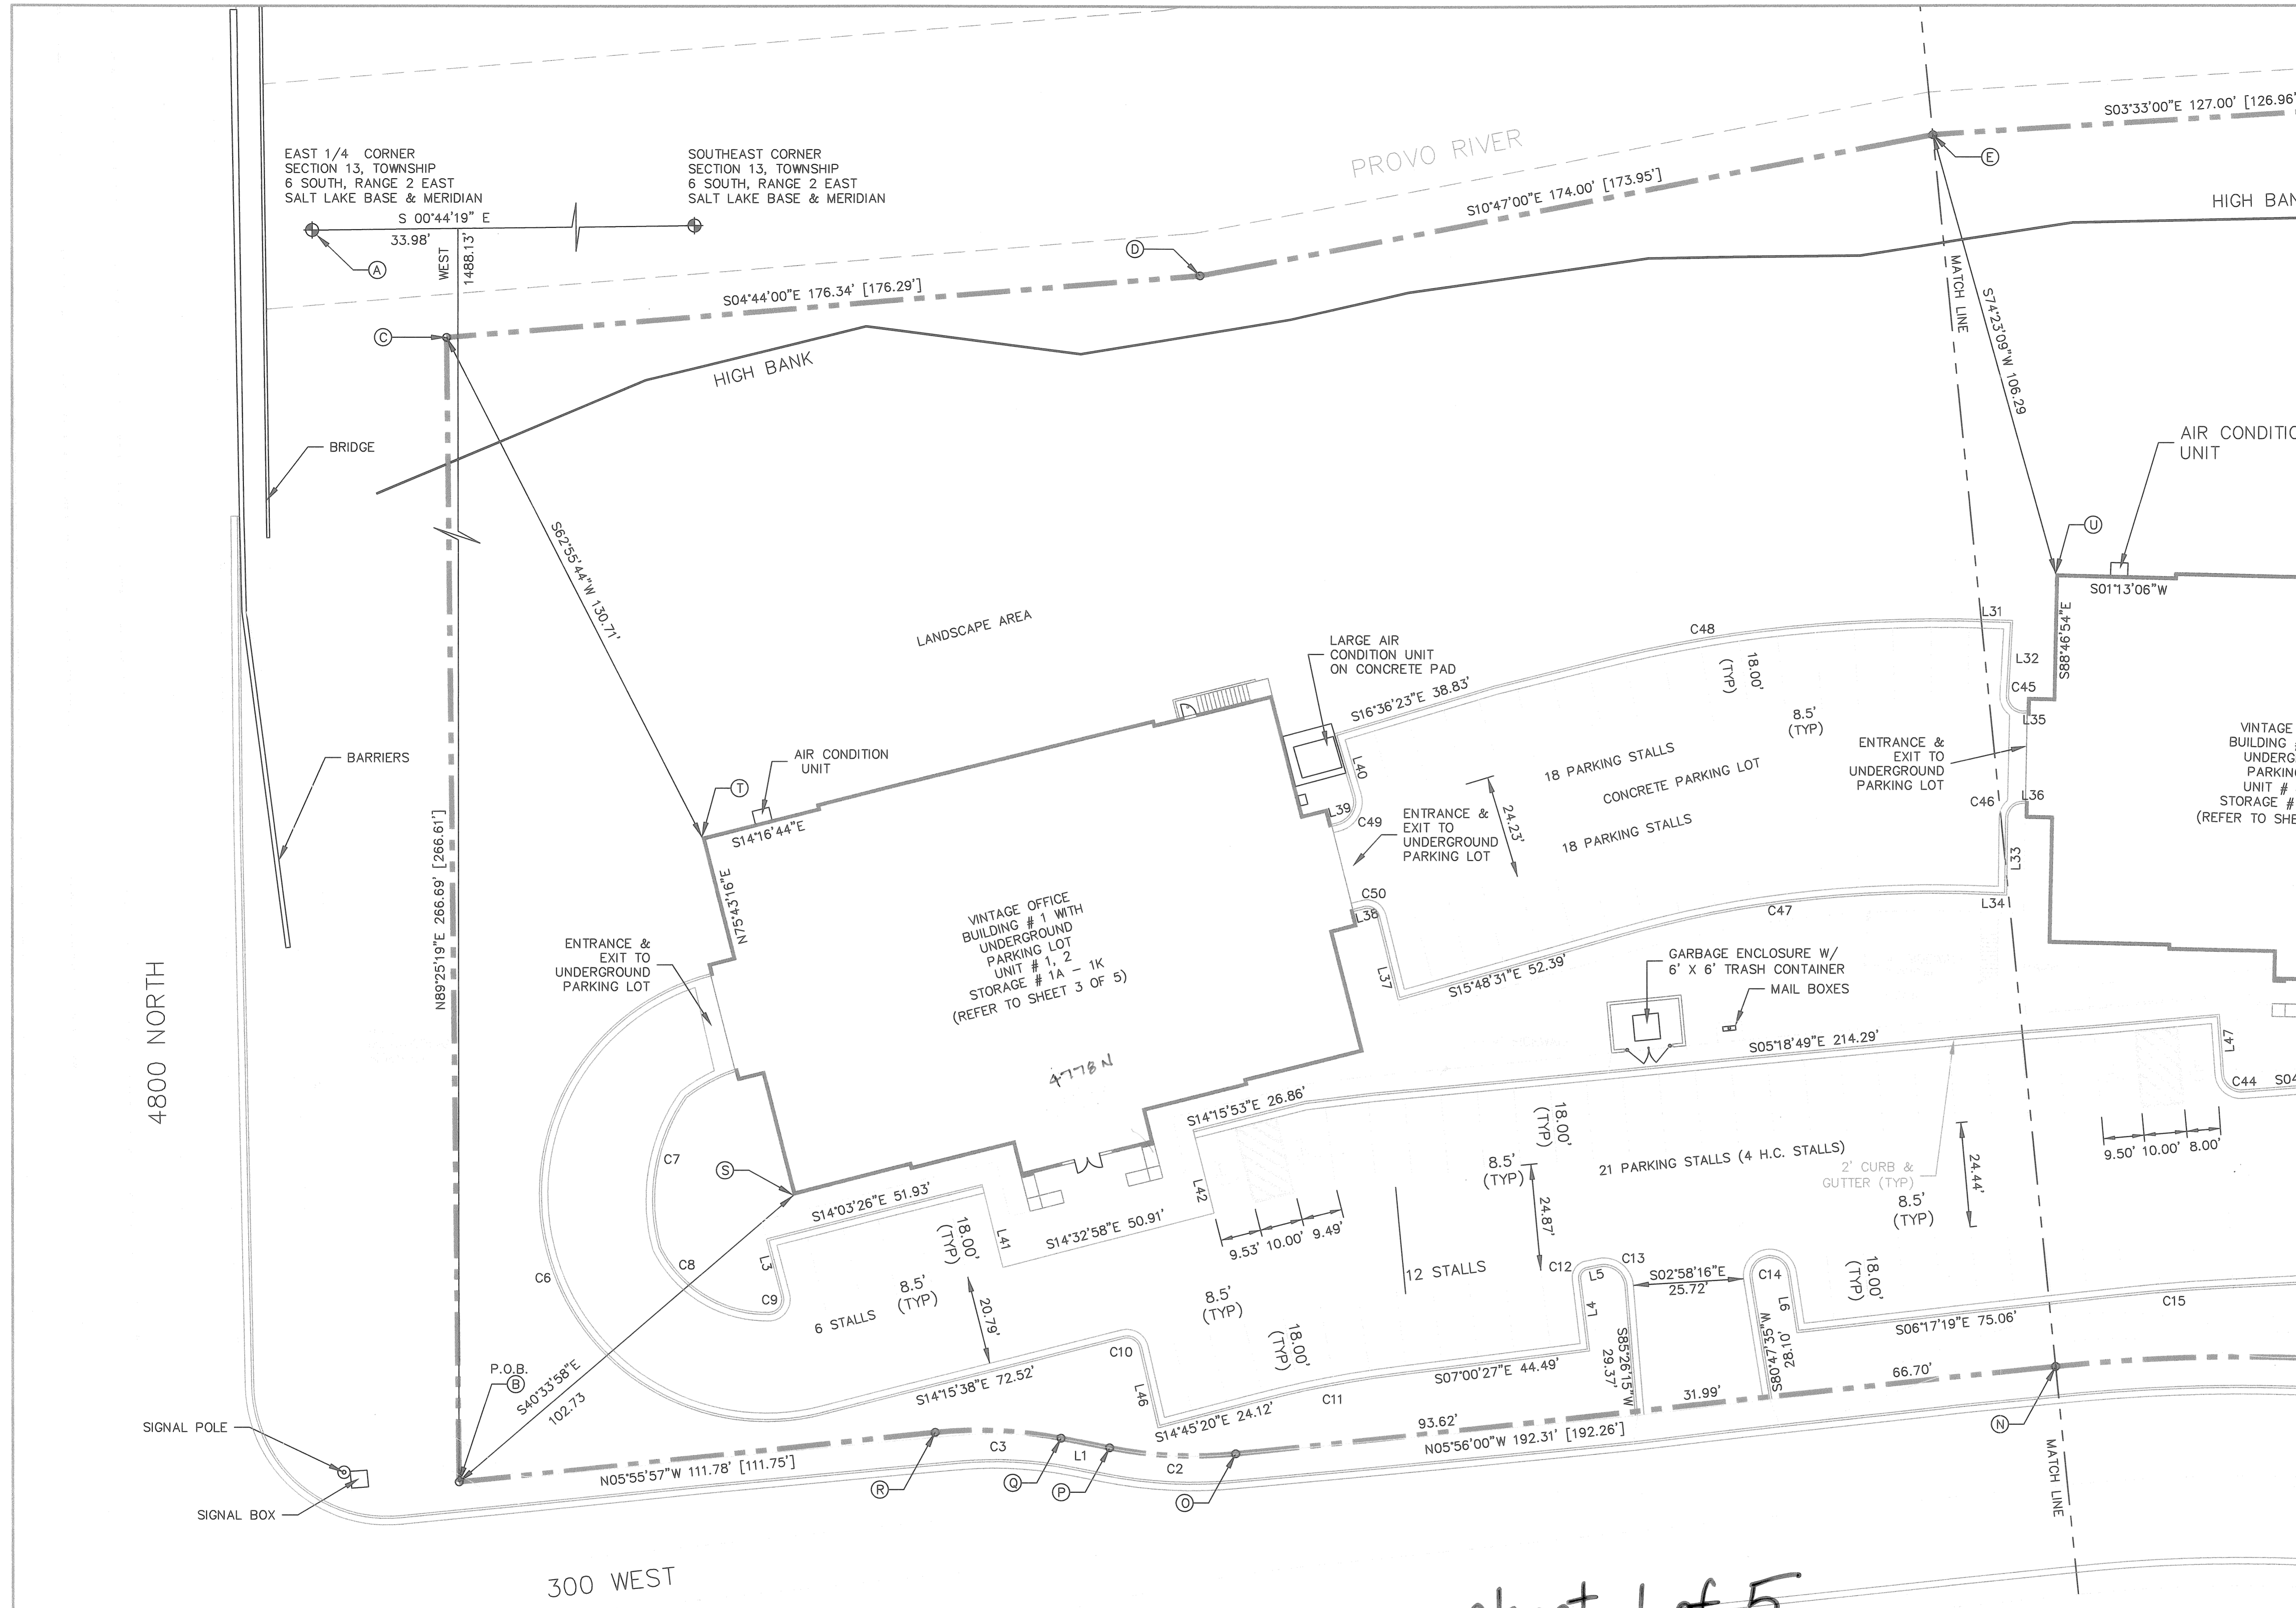 EAST 1/4 CORNER
SECTION 13, TOWNSHIP
6 SOUTH, RANGE 2 EAST
SALT LAKE BASE & MERIDIAN
SOUTHEAST CORNER
SECTION 13, TOWNSHIP
6 SOUTH, RANGE 2 EAST
SALT LAKE BASE & MERIDIAN
S 00°44'19" E
33.98'
WEST
1488.13'
A
PROVO RIVER
S03°33'00"E 127.00' [126.96'
E
S10°47'00"E 174.00' [173.95']
D
S04°44'00"E 176.34' [176.29']
C
HIGH BANK
HIGH BAN
MATCH LINE
S74°23'09"W 106.29
AIR CONDITIO
UNIT
U
S01°13'06"W
S88°46'54"E
BRIDGE
BARRIERS
S62°55'44"W 130.71'
LANDSCAPE AREA
LARGE AIR
CONDITION UNIT
ON CONCRETE PAD
S16°36'23"E 38.83'
C48
L31
L32
C45
L35
18.00'
(TYP)
8.5'
(TYP)
ENTRANCE &
EXIT TO
UNDERGROUND
PARKING LOT
C46
L36
L33
L34
VINTAGE
BUILDING
UNDERG
PARKIN
UNIT #
STORAGE #
(REFER TO SHE
AIR CONDITION
UNIT
T
S14°16'44"E
N75°43'16"E
L40
L39
C49
ENTRANCE &
EXIT TO
UNDERGROUND
PARKING LOT
18 PARKING STALLS
CONCRETE PARKING LOT
18 PARKING STALLS
24.23'
C50
L38
L37
C47
S15°48'31"E 52.39'
N89°25'19"E 266.69' [266.61']
ENTRANCE &
EXIT TO
UNDERGROUND
PARKING LOT
VINTAGE OFFICE
BUILDING # 1 WITH
UNDERGROUND
PARKING LOT
UNIT # 1, 2
STORAGE # 1A - 1K
(REFER TO SHEET 3 OF 5)
4778 N
GARBAGE ENCLOSURE W/
6' X 6' TRASH CONTAINER
MAIL BOXES
S05°18'49"E 214.29'
L47
C44
S04
4800 NORTH
C7
S
S14°15'53"E 26.86'
18.00'
(TYP)
8.5'
(TYP)
24.87'
21 PARKING STALLS (4 H.C. STALLS)
2' CURB &
GUTTER (TYP)
8.5'
(TYP)
24.44'
9.50' 10.00' 8.00'
S14°03'26"E 51.93'
L42
L41
S14°32'58"E 50.91'
9.53' 10.00' 9.49'
18.00'
(TYP)
L3
C8
C9
C6
6 STALLS
8.5'
(TYP)
20.79'
8.5'
(TYP)
18.00'
(TYP)
12 STALLS
C12
C13
L5
L4
S02°58'16"E
25.72'
C14
L6
18.00'
(TYP)
S85°26'15"W
29.37'
S80°47'35"W
28.10'
S06°17'19"E 75.06'
C15
C10
L46
C11
S07°00'27"E 44.49'
S14°15'38"E 72.52'
S14°45'20"E 24.12'
P.O.B.
B
S40°33'58"E
102.73
31.99'
66.70'
93.62'
N05°56'00"W 192.31' [192.26']
N
SIGNAL POLE
SIGNAL BOX
N05°55'57"W 111.78' [111.75']
C3
L1
C2
R
Q
P
O
MATCH LINE
300 WEST
of 5